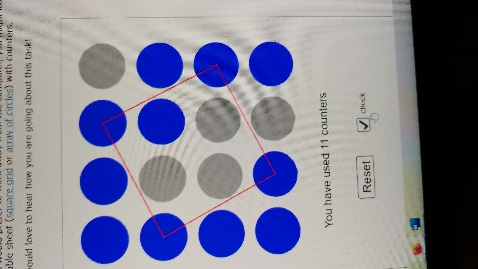 ble sheet (square grid or array of circles) with counters.
ould love to hear how you are going about this task!
You have used 11 counters
check
Reset